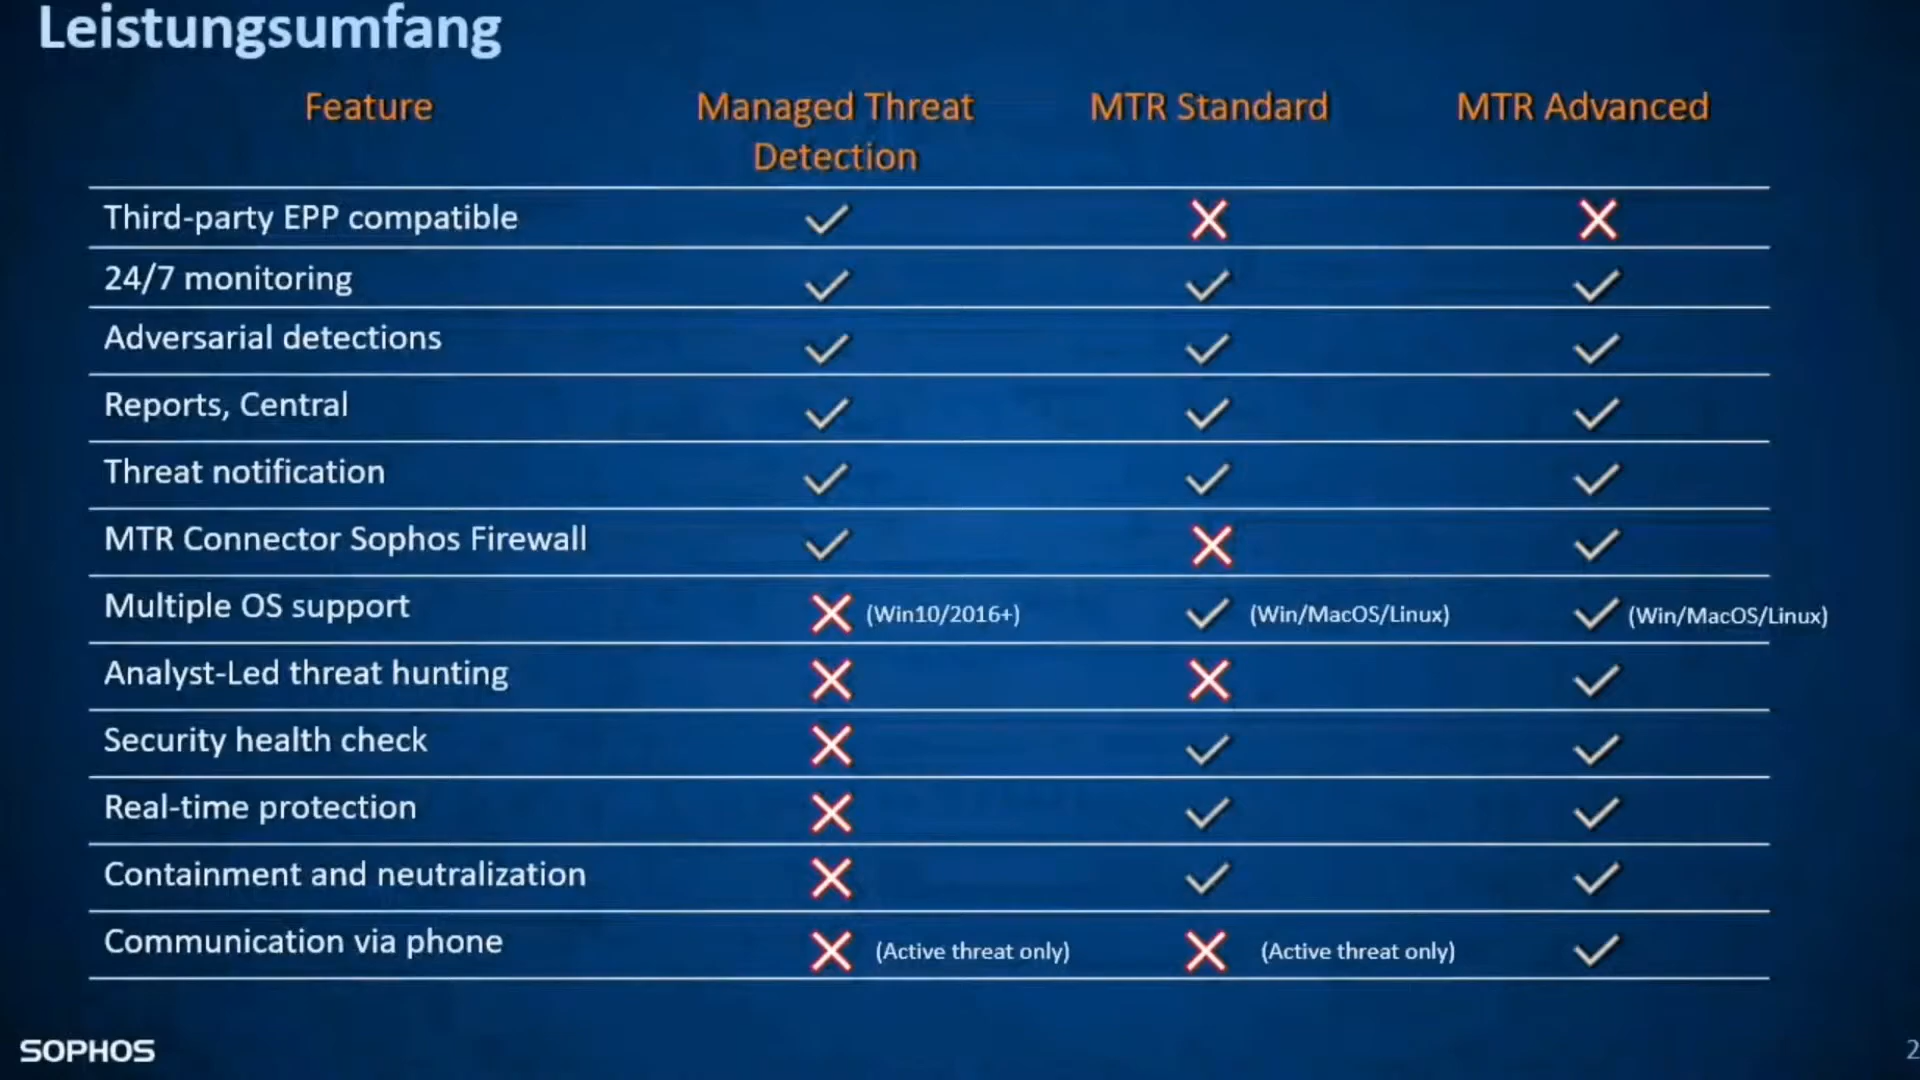 Leistungsumfang
Feature
Managed Threat
Detection
MTR Standard
MTR Advanced
Third-party EPP compatible
24/7 monitoring
Adversarial detections
Reports, Central
Threat notification
MTR Connector Sophos Firewall
Multiple OS support (Win10/2016+) (Win/MacOS/Linux) (Win/MacOS/Linux)
Analyst-Led threat hunting
Security health check
Real-time protection
Containment and neutralization
Communication via phone (Active threat only) (Active threat only)
SOPHOS
2